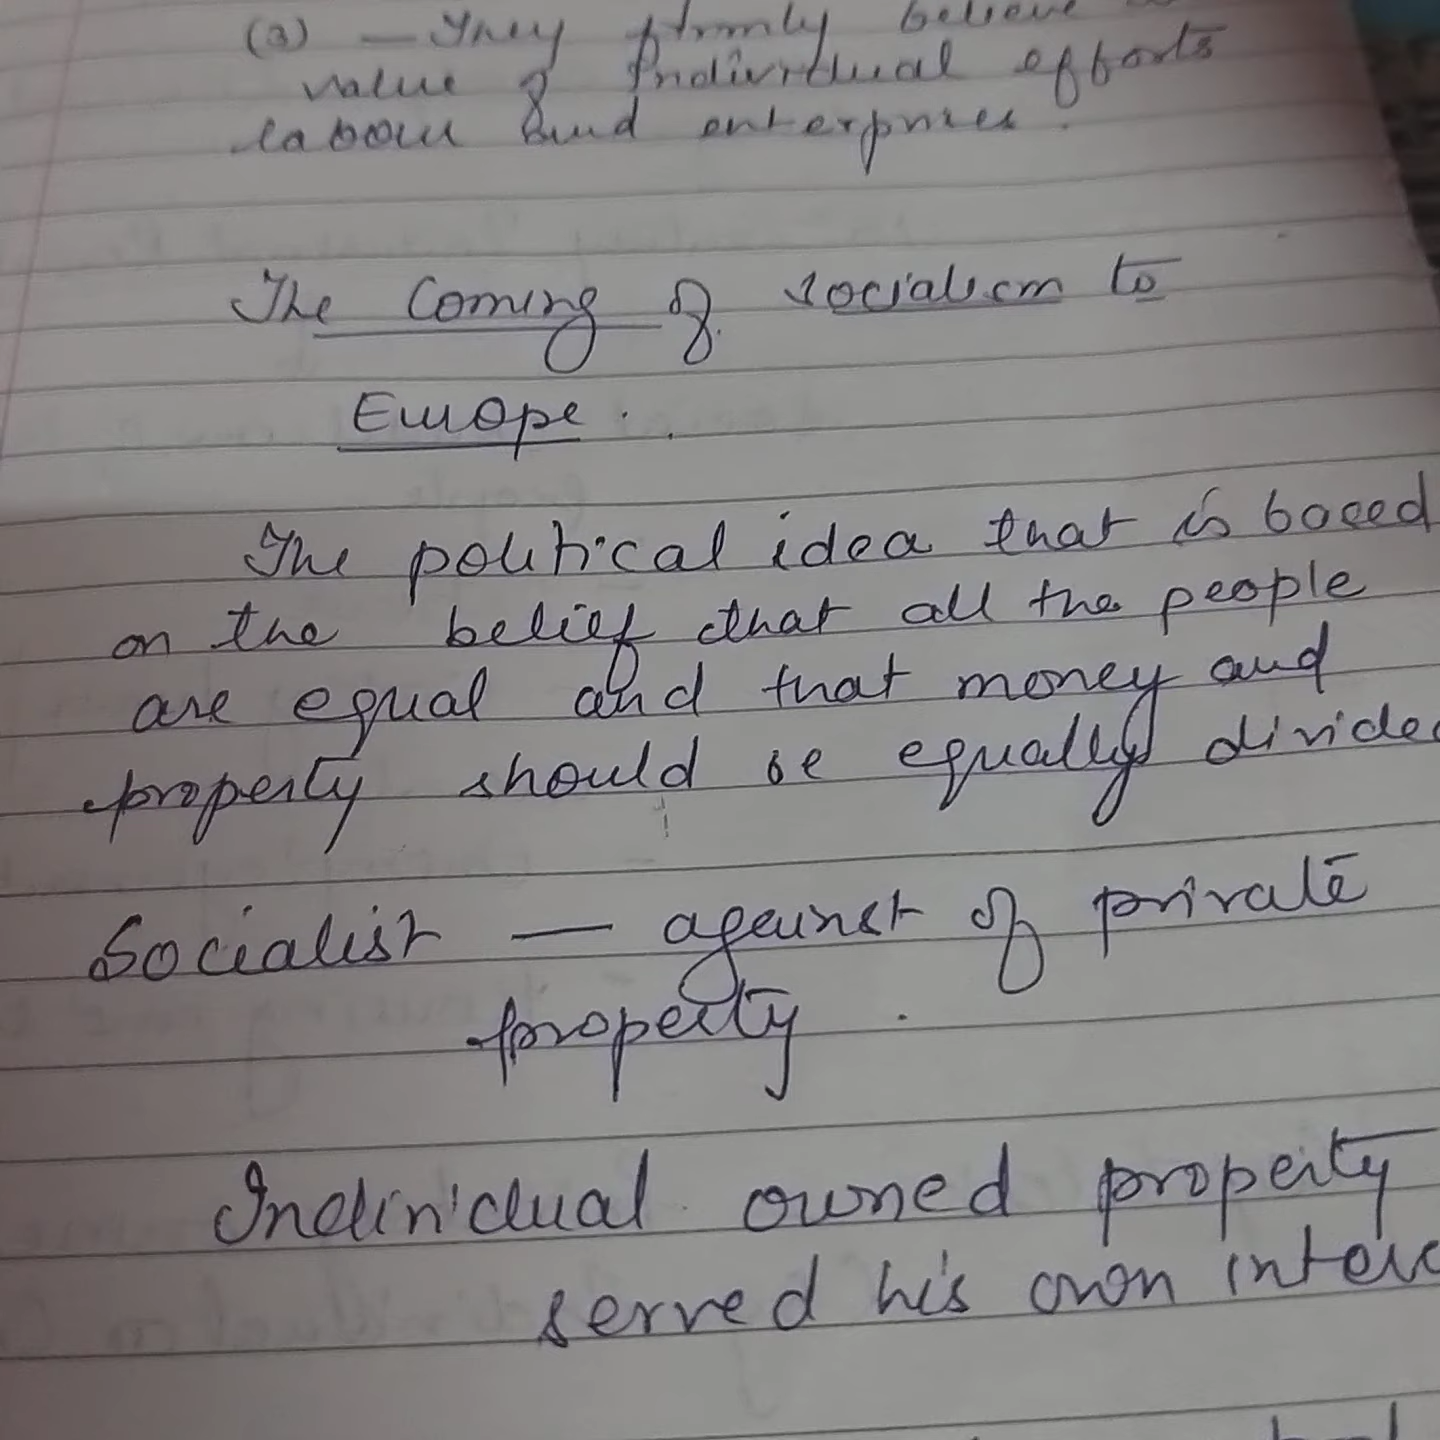 (3) — They firmly believe
value of individual efforts
labour and enterprises.
The Coming of socialism to
Europe.
The political idea that is based
on the belief that all the people
are equal and that money and
property should be equally divided
Socialist — against of private
property.
Individual owned property
served his own